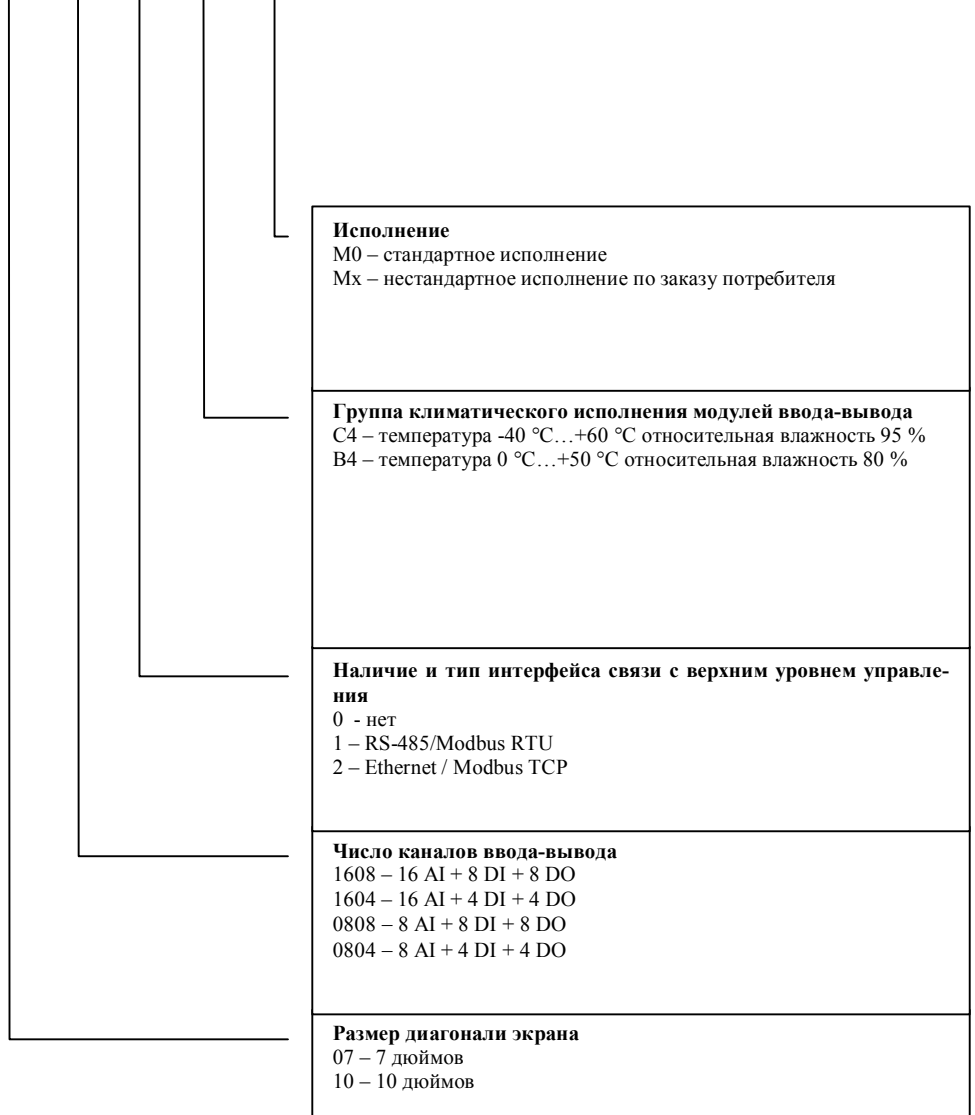 Исполнение
М0 – стандартное исполнение
Мх – нестандартное исполнение по заказу потребителя
Группа климатического исполнения модулей ввода-вывода
С4 – температура -40 °С…+60 °С относительная влажность 95 %
В4 – температура 0 °С…+50 °С относительная влажность 80 %
Наличие и тип интерфейса связи с верхним уровнем управле-
ния
0 - нет
1 – RS-485/Modbus RTU
2 – Ethernet / Modbus TCP
Число каналов ввода-вывода
1608 – 16 AI + 8 DI + 8 DO
1604 – 16 AI + 4 DI + 4 DO
0808 – 8 AI + 8 DI + 8 DO
0804 – 8 AI + 4 DI + 4 DO
Размер диагонали экрана
07 – 7 дюймов
10 – 10 дюймов